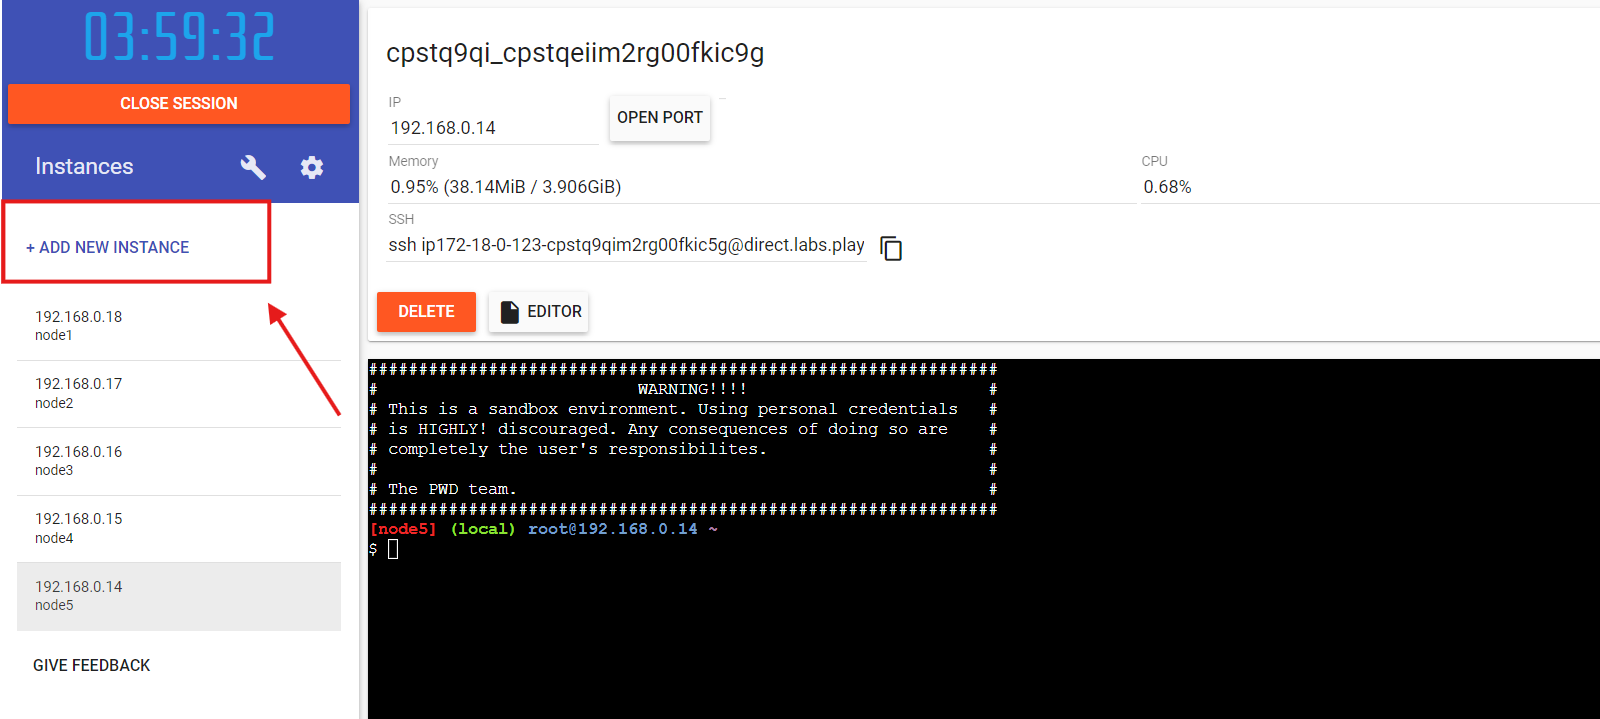 03:59:32
CLOSE SESSION
Instances
+ ADD NEW INSTANCE
192.168.0.18
node1
192.168.0.17
node2
192.168.0.16
node3
192.168.0.15
node4
192.168.0.14
node5
GIVE FEEDBACK
cpstq9qi_cpstqeiim2rg00fkic9g
IP
192.168.0.14
OPEN PORT
Memory
0.95% (38.14MiB / 3.906GiB)
CPU
0.68%
SSH
ssh ip172-18-0-123-cpstq9qim2rg00fkic5g@direct.labs.play
DELETE
EDITOR
###############################################################
# WARNING!!!! #
# This is a sandbox environment. Using personal credentials #
# is HIGHLY! discouraged. Any consequences of doing so are #
# completely the user's responsibilites. #
# #
# The PWD team. #
###############################################################
[node5] (local) root@192.168.0.14 ~
$